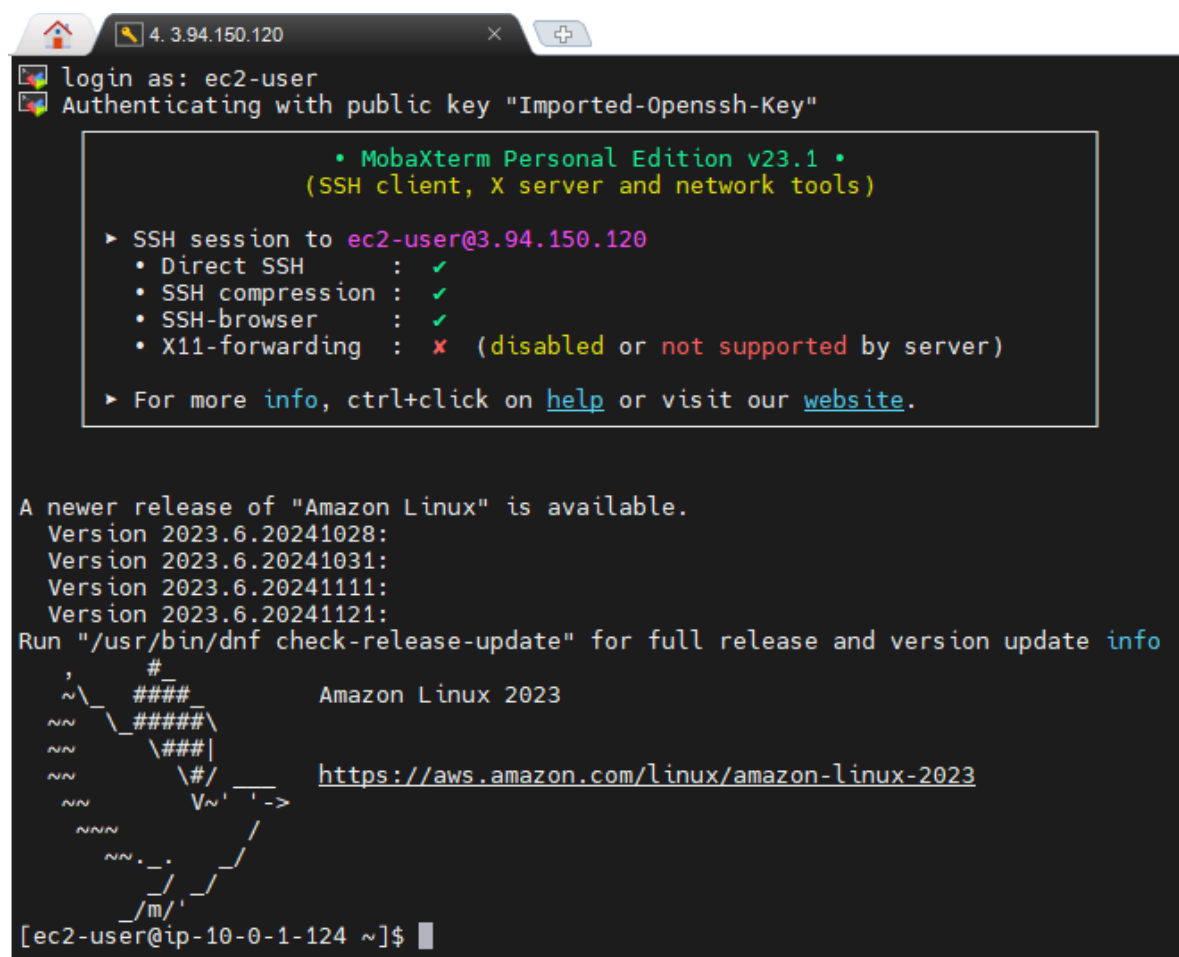 4. 3.94.150.120
login as: ec2-user
Authenticating with public key "Imported-Openssh-Key"
• MobaXterm Personal Edition v23.1 •
(SSH client, X server and network tools)
➤ SSH session to ec2-user@3.94.150.120
• Direct SSH       :  ✔
• SSH compression :  ✔
• SSH-browser      :  ✔
• X11-forwarding   :  ✘  (disabled or not supported by server)
➤ For more info, ctrl+click on help or visit our website.
A newer release of "Amazon Linux" is available.
  Version 2023.6.20241028:
  Version 2023.6.20241031:
  Version 2023.6.20241111:
  Version 2023.6.20241121:
Run "/usr/bin/dnf check-release-update" for full release and version update info
   ,     #_
   ~\_  ####_        Amazon Linux 2023
  ~~  \_#####\
  ~~     \###|
  ~~       \#/ ___   https://aws.amazon.com/linux/amazon-linux-2023
   ~~       V~' '->
    ~~~         /
      ~~._.   _/
         _/ _/
       _/m/'
[ec2-user@ip-10-0-1-124 ~]$